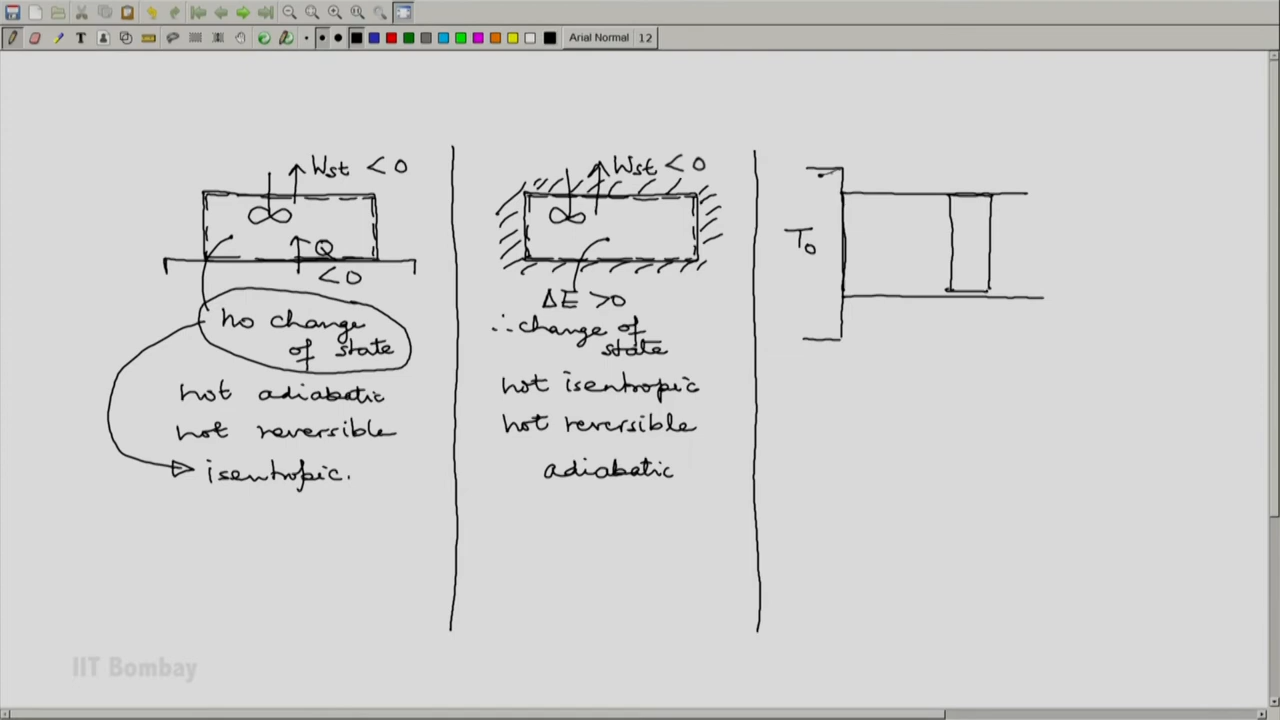 Arial Normal 12
Wst < 0
Q
< 0
no change
of state
not adiabatic
not reversible
isentropic.
Wst < 0
ΔE > 0
∴ change of
state
not isentropic
not reversible
adiabatic
T0
IIT Bombay